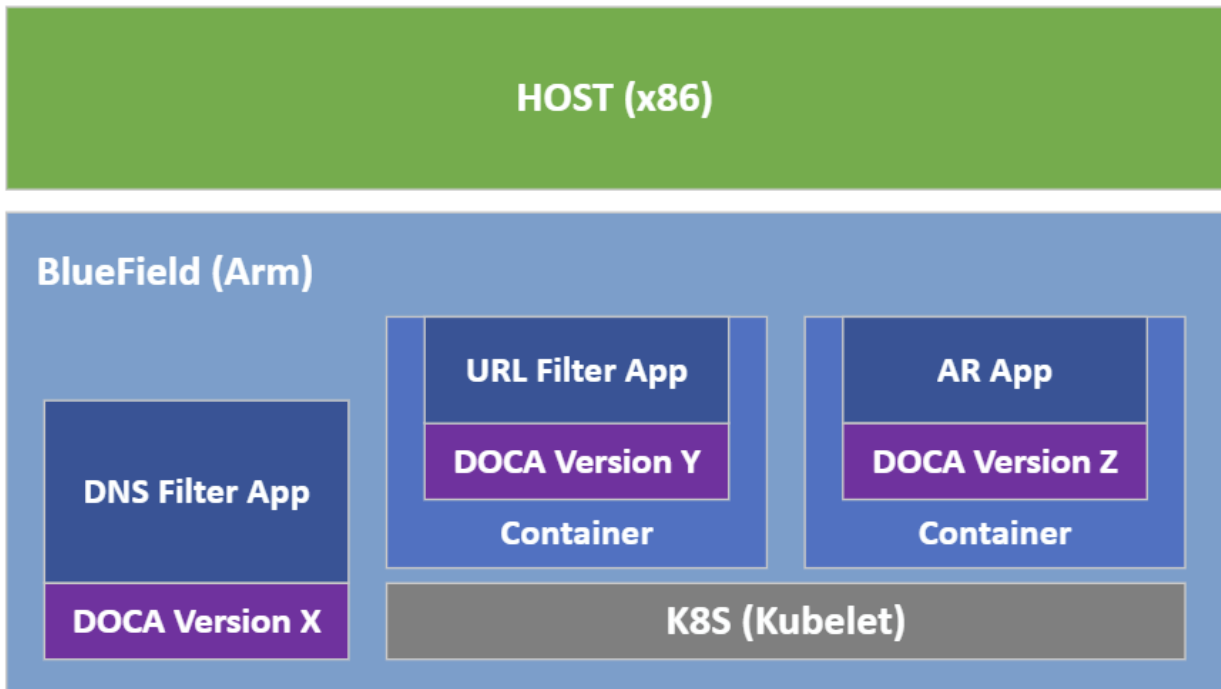 HOST (x86)
BlueField (Arm)
DNS Filter App
DOCA Version X
URL Filter App
DOCA Version Y
Container
AR App
DOCA Version Z
Container
K8S (Kubelet)